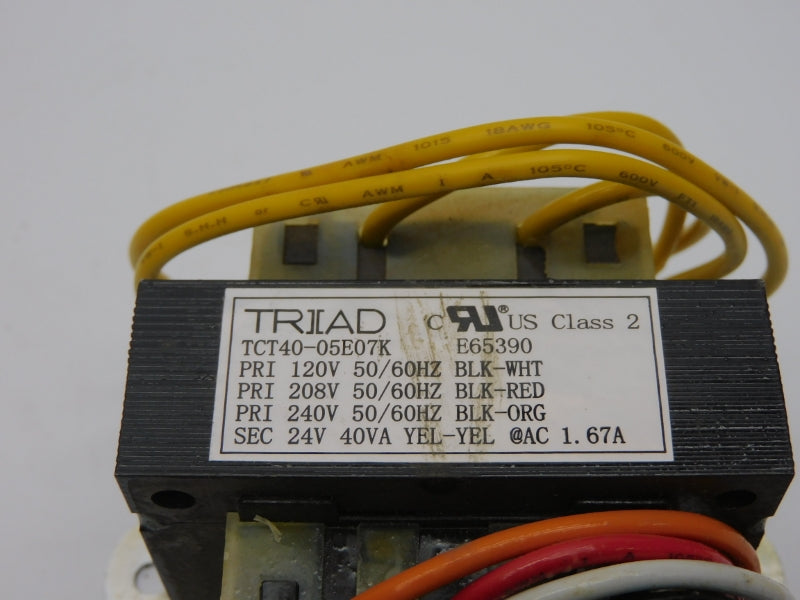 AWM 1015 18AWG 105°C 600V
S.H.H or AWM I A 105°C 600V
TRIAD C US Class 2
TCT40-05E07K E65390
PRI 120V 50/60HZ BLK-WHT
PRI 208V 50/60HZ BLK-RED
PRI 240V 50/60HZ BLK-ORG
SEC 24V 40VA YEL-YEL @AC 1.67A